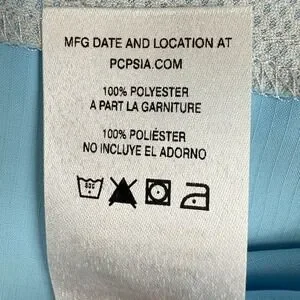 MFG DATE AND LOCATION AT
PCPSIA.COM
100% POLYESTER
A PART LA GARNITURE
100% POLIÉSTER
NO INCLUYE EL ADORNO